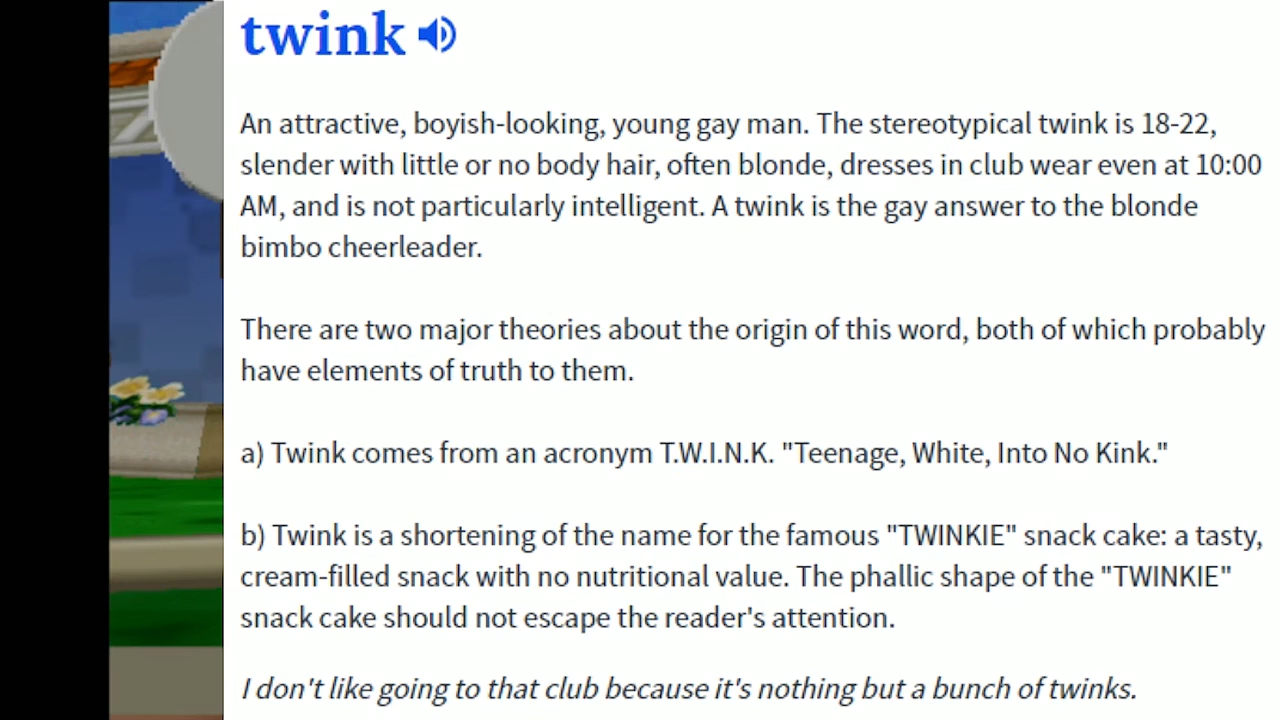 twink
An attractive, boyish-looking, young gay man. The stereotypical twink is 18-22,
slender with little or no body hair, often blonde, dresses in club wear even at 10:00
AM, and is not particularly intelligent. A twink is the gay answer to the blonde
bimbo cheerleader.
There are two major theories about the origin of this word, both of which probably
have elements of truth to them.
a) Twink comes from an acronym T.W.I.N.K. "Teenage, White, Into No Kink."
b) Twink is a shortening of the name for the famous "TWINKIE" snack cake: a tasty,
cream-filled snack with no nutritional value. The phallic shape of the "TWINKIE"
snack cake should not escape the reader's attention.
I don't like going to that club because it's nothing but a bunch of twinks.